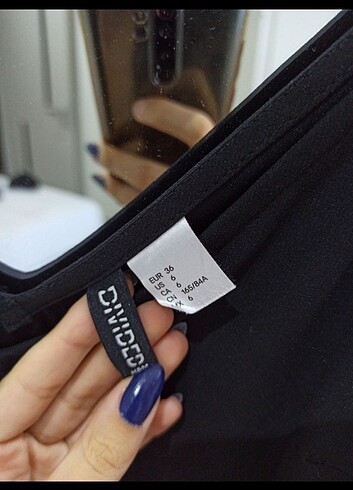 EUR 36
US 6
CA 6
CN 165/84A
MX 6
DIVIDED